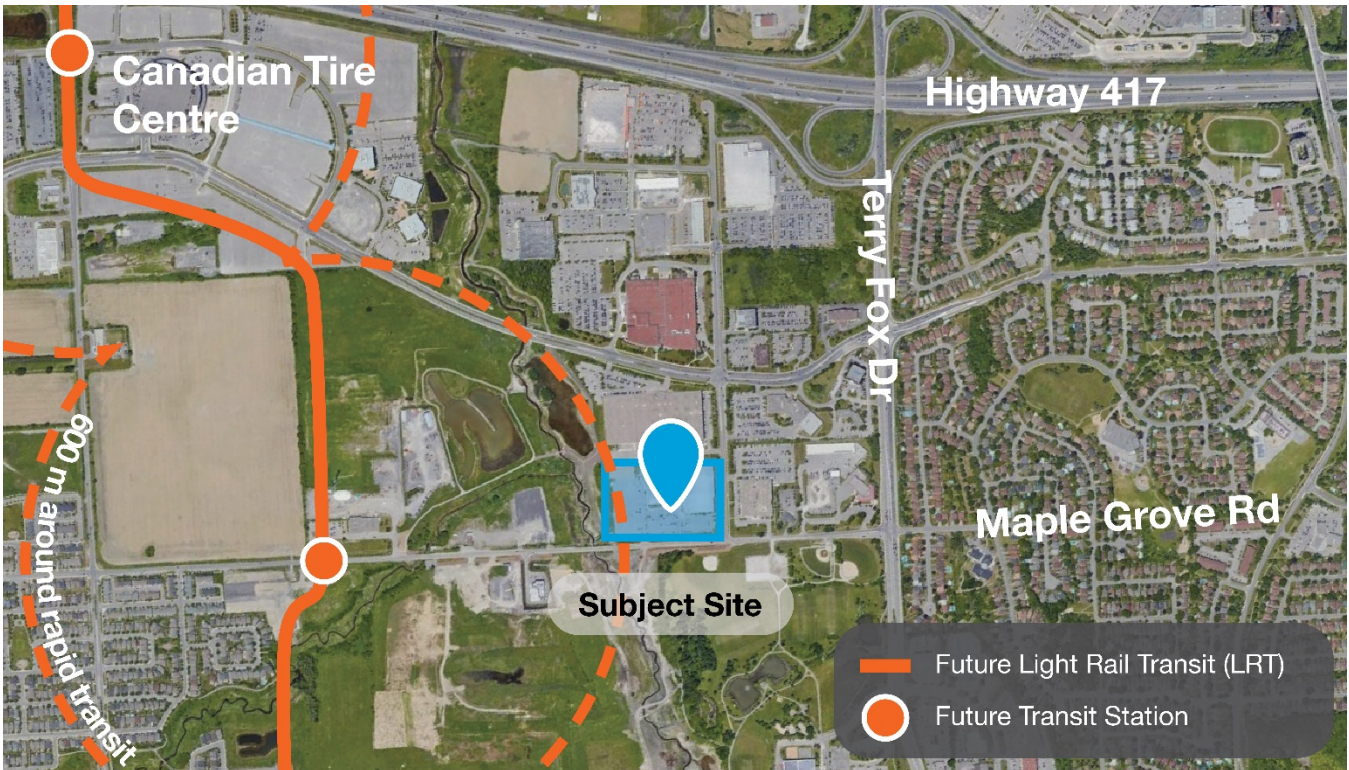 Canadian Tire
Centre
Highway 417
Terry Fox Dr
600 m around rapid transit
Maple Grove Rd
Subject Site
Future Light Rail Transit (LRT)
Future Transit Station